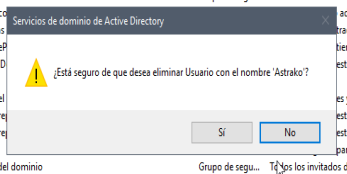 Servicios de dominio de Active Directory
¿Está seguro de que desea eliminar Usuario con el nombre 'Astrako'?
Sí
No
del dominio
Grupo de segu...
Todos los invitados d